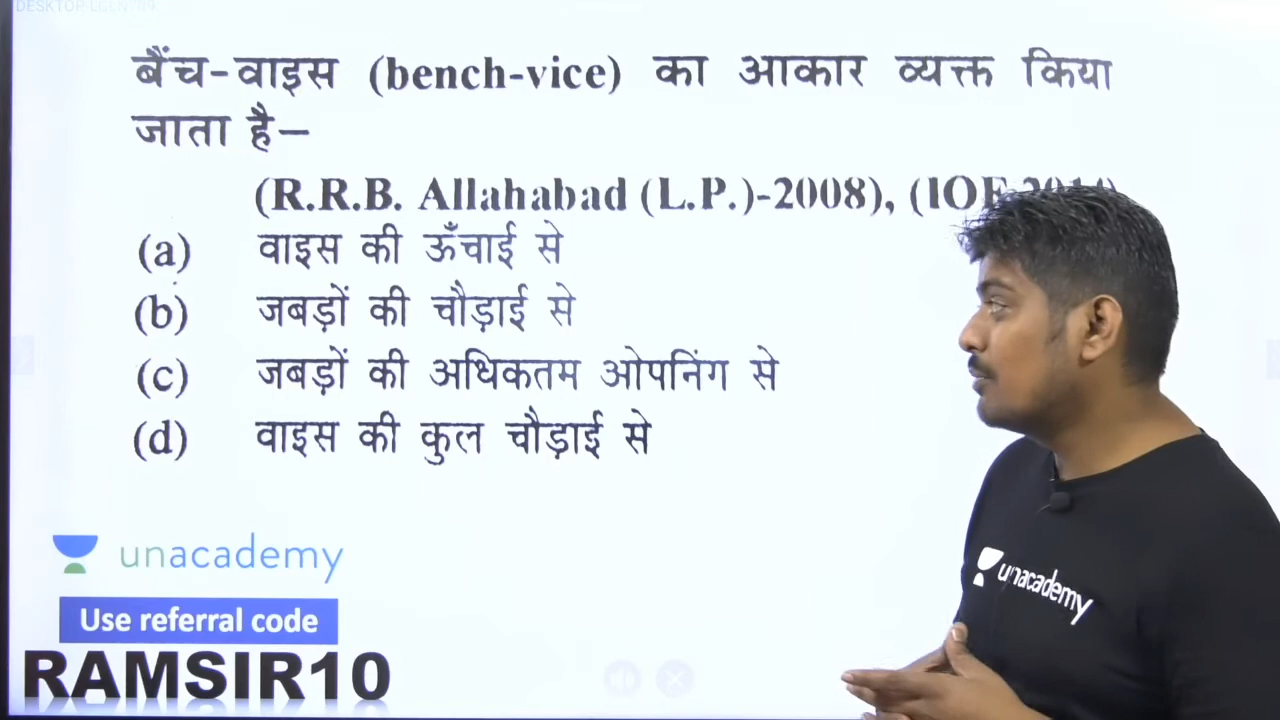 बैंच-वाइस (bench-vice) का आकार व्यक्त किया
जाता है–
(R.R.B. Allahabad (L.P.)-2008), (IOF
(a) वाइस की ऊँचाई से
(b) जबड़ों की चौड़ाई से
(c) जबड़ों की अधिकतम ओपनिंग से
(d) वाइस की कुल चौड़ाई से
unacademy
Use referral code
RAMSIR10
unacademy